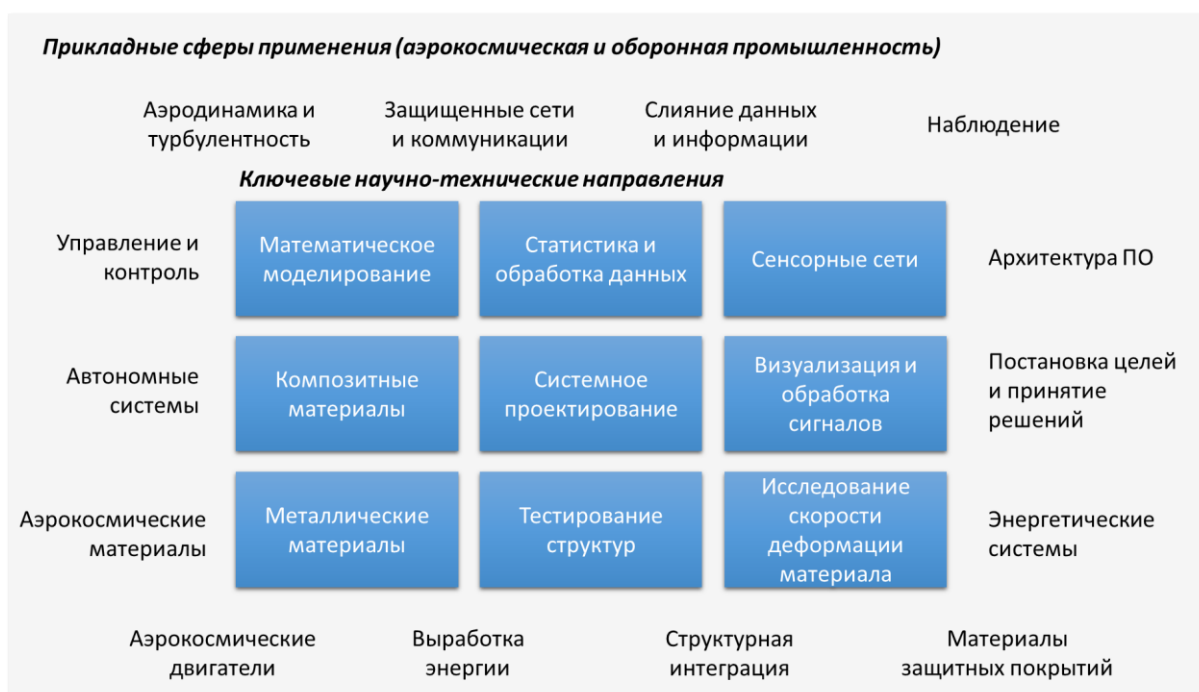 Прикладные сферы применения (аэрокосмическая и оборонная промышленность)
Аэродинамика и
турбулентность
Защищенные сети
и коммуникации
Слияние данных
и информации
Наблюдение
Ключевые научно-технические направления
Управление и
контроль
Математическое
моделирование
Статистика и
обработка данных
Сенсорные сети
Архитектура ПО
Автономные
системы
Композитные
материалы
Системное
проектирование
Визуализация и
обработка
сигналов
Постановка целей
и принятие
решений
Аэрокосмические
материалы
Металлические
материалы
Тестирование
структур
Исследование
скорости
деформации
материала
Энергетические
системы
Аэрокосмические
двигатели
Выработка
энергии
Структурная
интеграция
Материалы
защитных покрытий